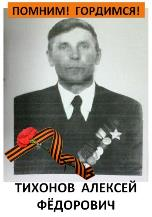 ПОМНИМ! ГОРДИМСЯ!
ТИХОНОВ АЛЕКСЕЙ
ФЁДОРОВИЧ